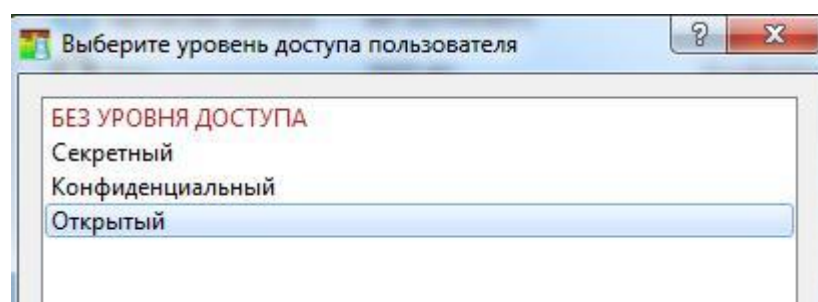 Выберите уровень доступа пользователя
БЕЗ УРОВНЯ ДОСТУПА
Секретный
Конфиденциальный
Открытый